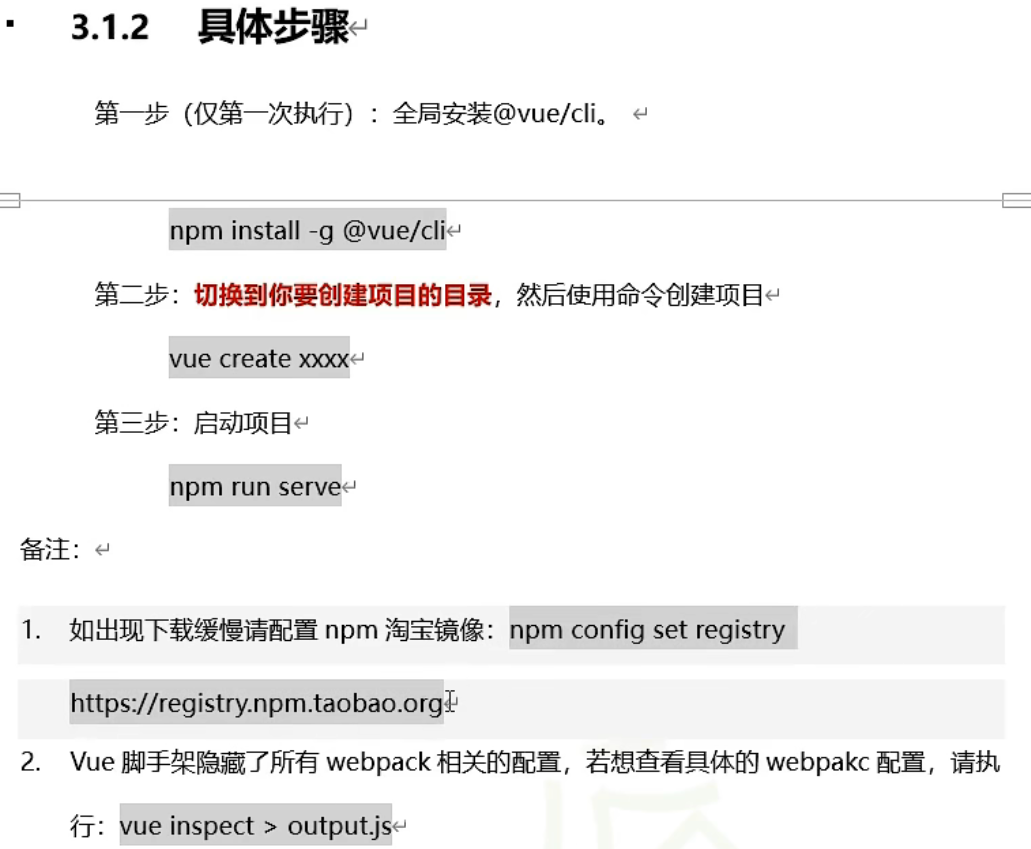 3.1.2 具体步骤
第一步（仅第一次执行）：全局安装@vue/cli。
npm install -g @vue/cli
第二步：切换到你要创建项目的目录，然后使用命令创建项目
vue create xxxx
第三步：启动项目
npm run serve
备注：
1. 如出现下载缓慢请配置 npm 淘宝镜像：npm config set registry
https://registry.npm.taobao.org
2. Vue 脚手架隐藏了所有 webpack 相关的配置，若想查看具体的 webpakc 配置，请执
行：vue inspect > output.js